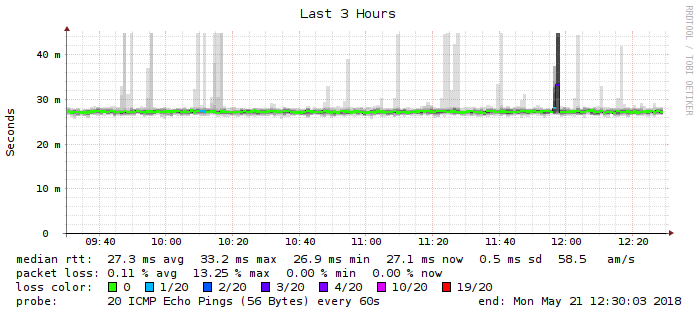 Last 3 Hours
RRDTOOL / TOBI OETIKER
Seconds
40 m
30 m
20 m
10 m
0
09:40 10:00 10:20 10:40 11:00 11:20 11:40 12:00 12:20
median rtt: 27.3 ms avg 33.2 ms max 26.9 ms min 27.1 ms now 0.5 ms sd 58.5 am/s
packet loss: 0.11 % avg 13.25 % max 0.00 % min 0.00 % now
loss color: 0 1/20 2/20 3/20 4/20 10/20 19/20
probe: 20 ICMP Echo Pings (56 Bytes) every 60s end: Mon May 21 12:30:03 2018